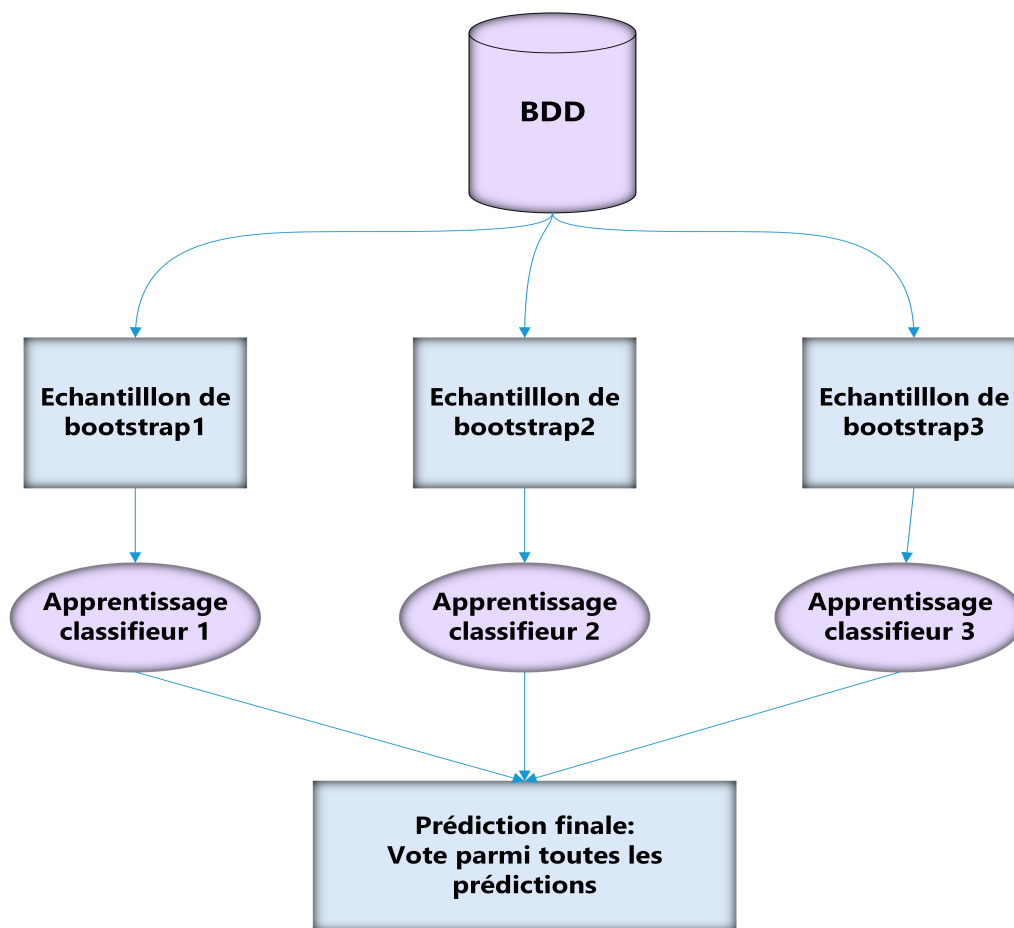 BDD
Echantilllon de
bootstrap1
Echantilllon de
bootstrap2
Echantilllon de
bootstrap3
Apprentissage
classifieur 1
Apprentissage
classifieur 2
Apprentissage
classifieur 3
Prédiction finale:
Vote parmi toutes les
prédictions